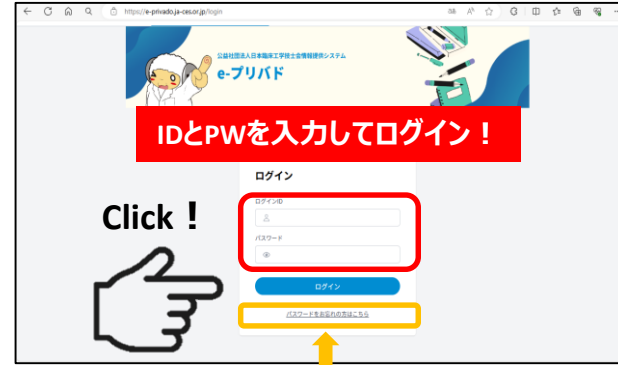 https://e-privado.ja-ces.or.jp/login
公益社団法人日本臨床工学技士会情報提供システム
e-プリバド
IDとPWを入力してログイン！
ログイン
ログインID
Click！
パスワード
ログイン
パスワードをお忘れの方はこちら